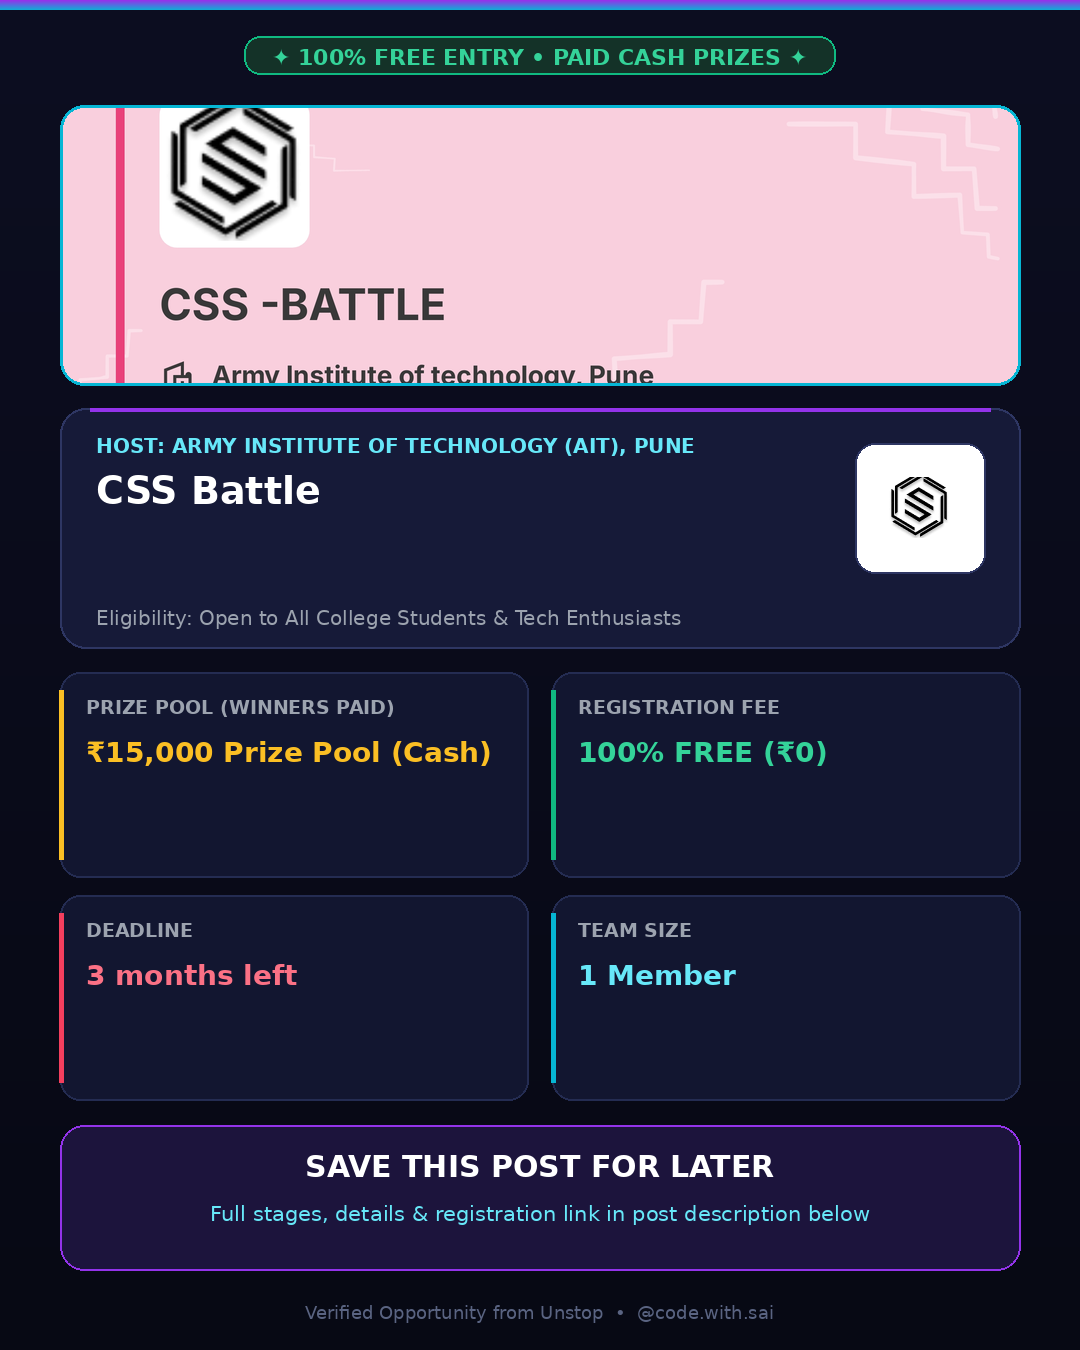 ✦ 100% FREE ENTRY • PAID CASH PRIZES ✦
CSS -BATTLE
Army Institute of technology, Pune
HOST: ARMY INSTITUTE OF TECHNOLOGY (AIT), PUNE
CSS Battle
Eligibility: Open to All College Students & Tech Enthusiasts
PRIZE POOL (WINNERS PAID)
₹15,000 Prize Pool (Cash)
REGISTRATION FEE
100% FREE (₹0)
DEADLINE
3 months left
TEAM SIZE
1 Member
SAVE THIS POST FOR LATER
Full stages, details & registration link in post description below
Verified Opportunity from Unstop • @code.with.sai